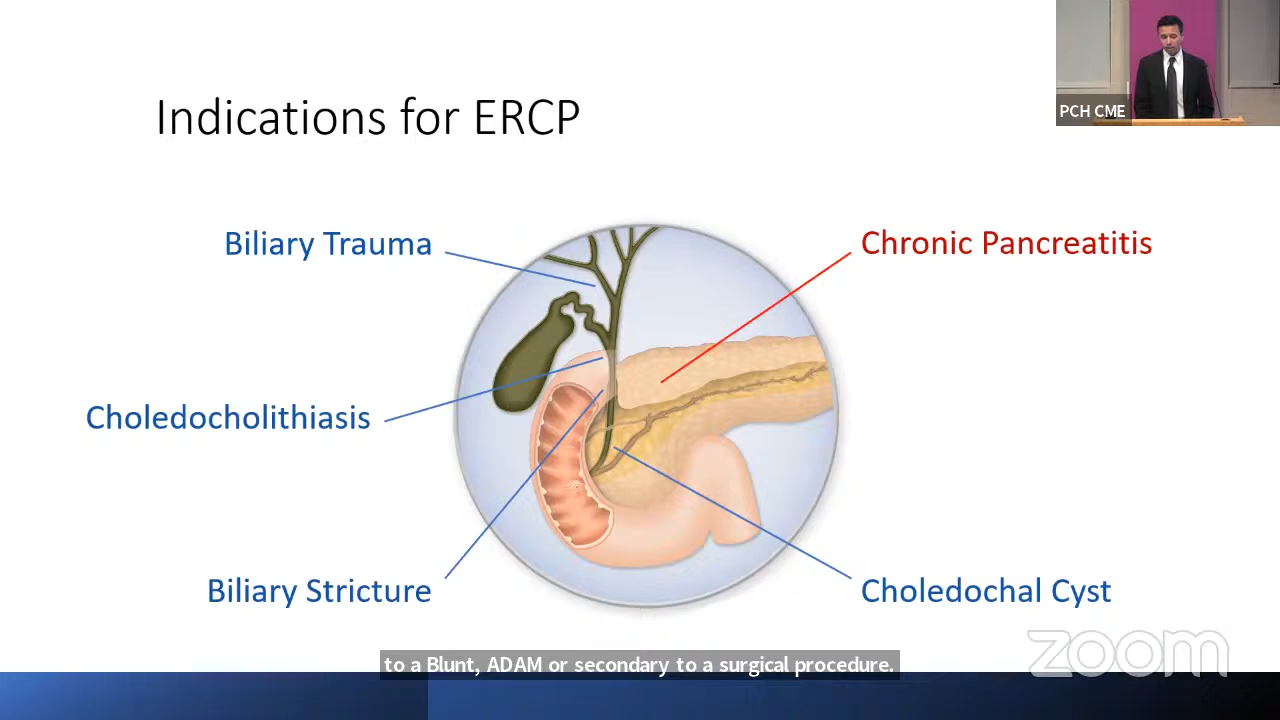 PCH CME
Indications for ERCP
Biliary Trauma
Chronic Pancreatitis
Choledocholithiasis
Biliary Stricture
Choledochal Cyst
zoom
to a Blunt, ADAM or secondary to a surgical procedure.